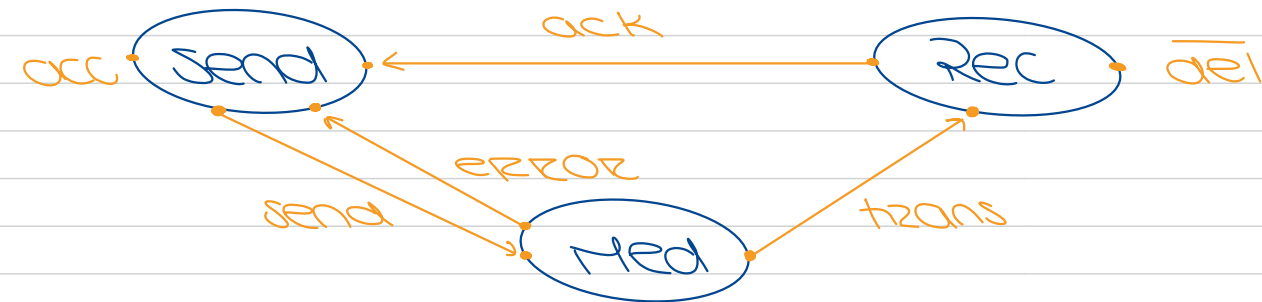 ack
acc
Send
Rec
del
error
send
trans
Med